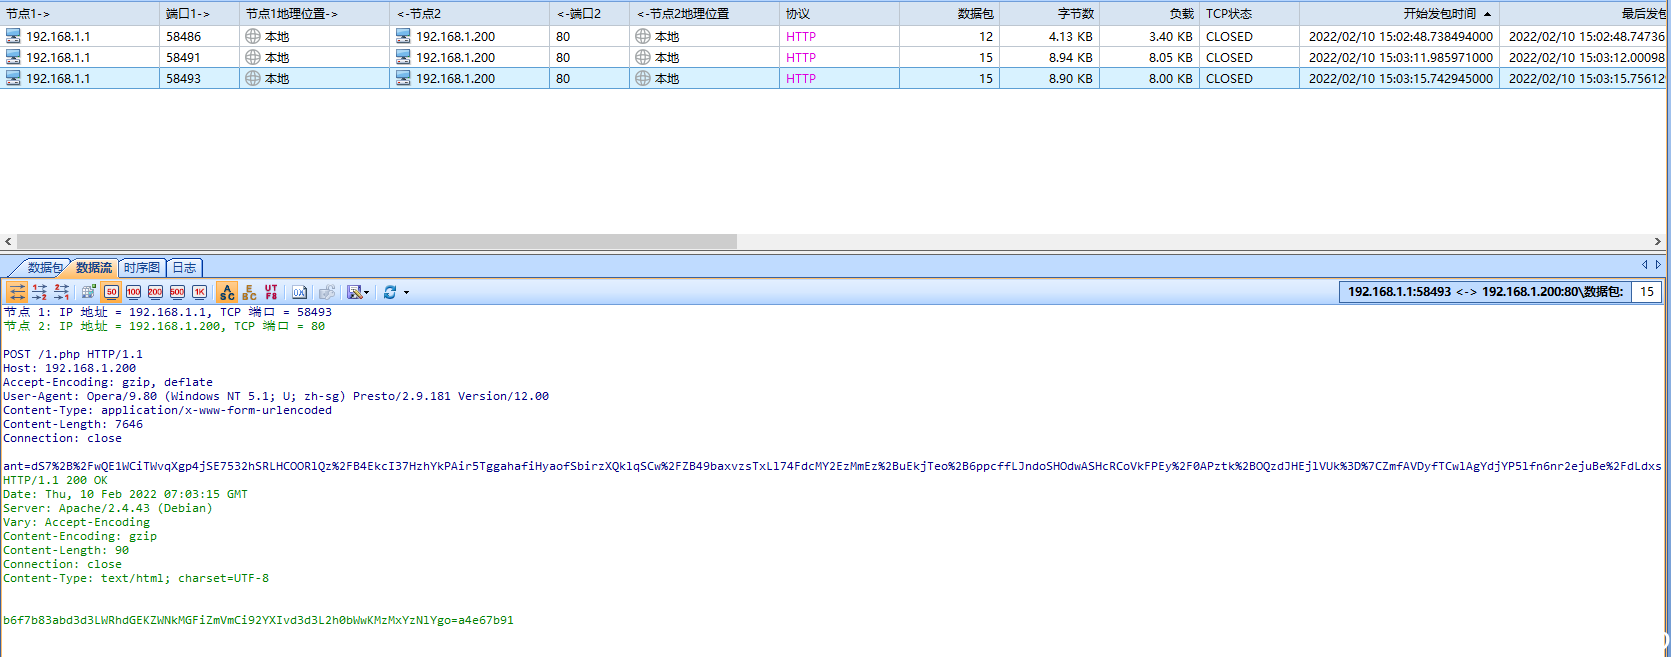 节点1-> 端口1-> 节点1地理位置-> <-节点2 <-端口2 <-节点2地理位置 协议 数据包 字节数 负载 TCP状态 开始发包时间 最后发包
192.168.1.1 58486 本地 192.168.1.200 80 本地 HTTP 12 4.13 KB 3.40 KB CLOSED 2022/02/10 15:02:48.738494000 2022/02/10 15:02:48.74736
192.168.1.1 58491 本地 192.168.1.200 80 本地 HTTP 15 8.94 KB 8.05 KB CLOSED 2022/02/10 15:03:11.985971000 2022/02/10 15:03:12.00098
192.168.1.1 58493 本地 192.168.1.200 80 本地 HTTP 15 8.90 KB 8.00 KB CLOSED 2022/02/10 15:03:15.742945000 2022/02/10 15:03:15.75612
数据包 数据流 时序图 日志
1 2 2 1 50 100 200 500 1K A SC E BC UT F8 0X 192.168.1.1:58493 <-> 192.168.1.200:80\数据包: 15
节点 1: IP 地址 = 192.168.1.1, TCP 端口 = 58493
节点 2: IP 地址 = 192.168.1.200, TCP 端口 = 80
POST /1.php HTTP/1.1
Host: 192.168.1.200
Accept-Encoding: gzip, deflate
User-Agent: Opera/9.80 (Windows NT 5.1; U; zh-sg) Presto/2.9.181 Version/12.00
Content-Type: application/x-www-form-urlencoded
Content-Length: 7646
Connection: close
ant=dS7%2B%2FwQE1WCiTWvqXgp4jSE7532hSRLHCOORlQz%2FB4EkcI37HzhYkPAir5TggahafiHyaofSbirzXQklqSCw%2FZB49baxvzsTxLl74FdcMY2EzMmEz%2BuEkjTeo%2B6ppcffLJndoSHOdwASHcRCoVkFPEy%2F0APztk%2BOQzdJHEjlVUk%3D%7CZmfAVDyfTCwlAgYdjYP5lfn6nr2ejuBe%2FdLdxs
HTTP/1.1 200 OK
Date: Thu, 10 Feb 2022 07:03:15 GMT
Server: Apache/2.4.43 (Debian)
Vary: Accept-Encoding
Content-Encoding: gzip
Content-Length: 90
Connection: close
Content-Type: text/html; charset=UTF-8
b6f7b83abd3d3LWRhdGEKZWNkMGFiZmVmCi92YXIvd3d3L2h0bWwKMzMxYzNlYgo=a4e67b91